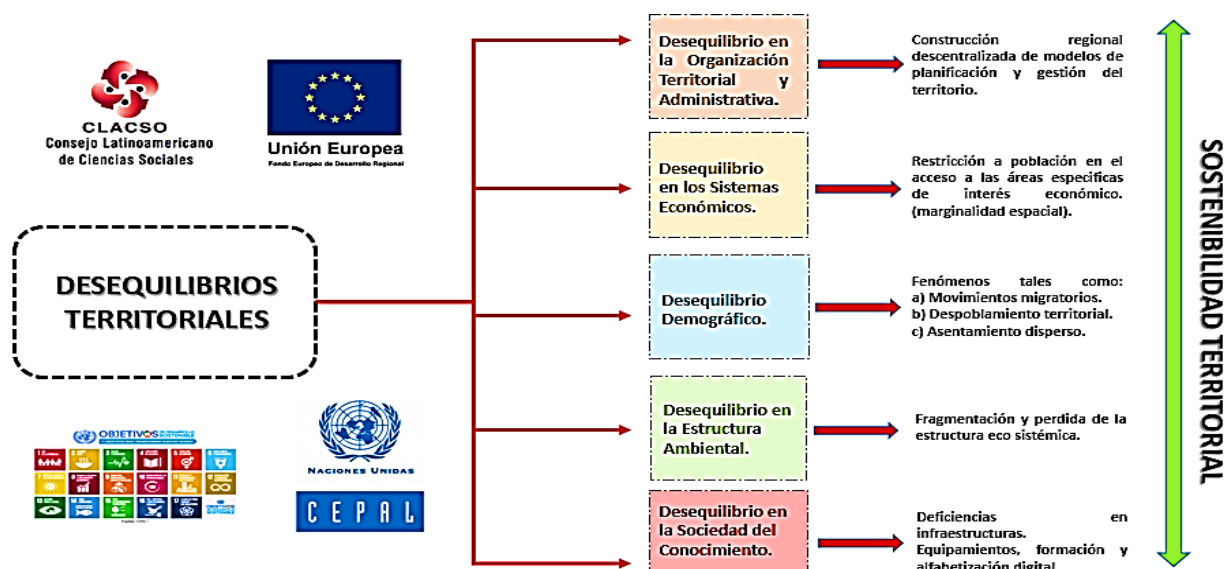 CLACSO
Consejo Latinoamericano
de Ciencias Sociales
Unión Europea
Fondo Europeo de Desarrollo Regional
DESEQUILIBRIOS
TERRITORIALES
OBJETIVOS
NACIONES UNIDAS
CEPAL
Desequilibrio en
la Organización
Territorial y
Administrativa.
Construcción regional
descentralizada de modelos de
planificación y gestión del
territorio.
Desequilibrio
en los Sistemas
Económicos.
Restricción a población en el
acceso a las áreas especificas
de interés económico.
(marginalidad espacial).
Desequilibrio
Demográfico.
Fenómenos tales como:
a) Movimientos migratorios.
b) Despoblamiento territorial.
c) Asentamiento disperso.
Desequilibrio en
la Estructura
Ambiental.
Fragmentación y perdida de la
estructura eco sistémica.
Desequilibrio en
la Sociedad del
Conocimiento.
Deficiencias en
infraestructuras.
Equipamientos, formación y
alfabetización digital
SOSTENIBILIDAD TERRITORIAL